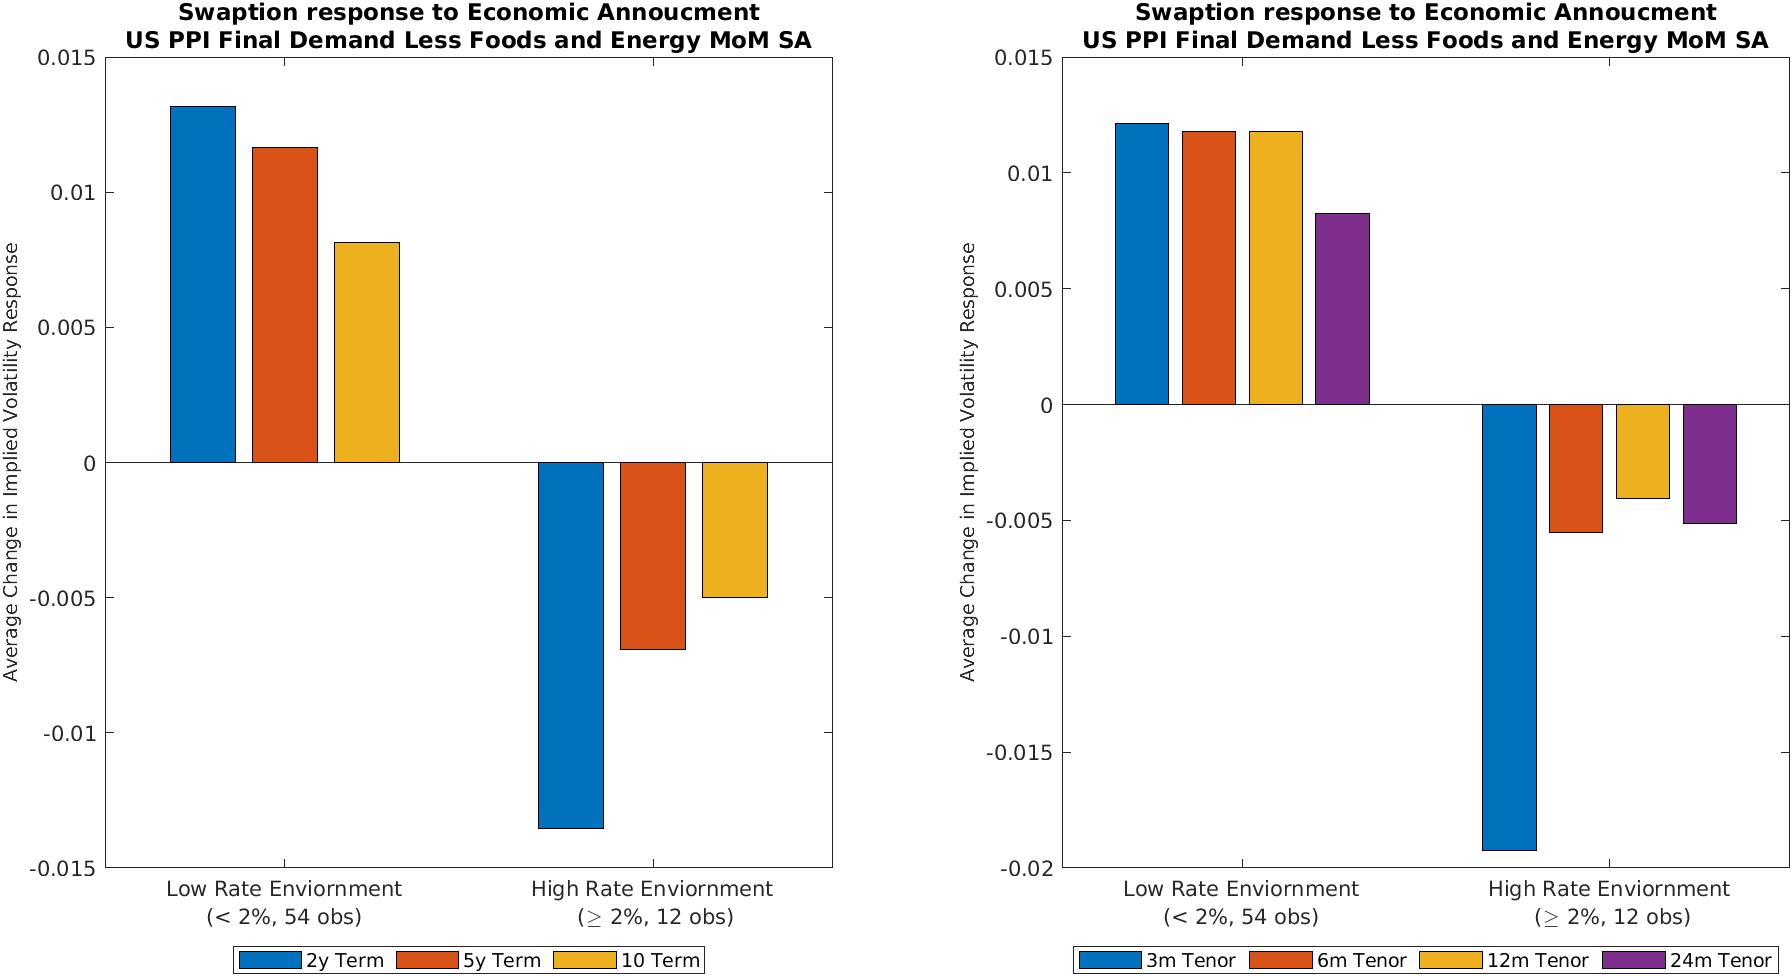 Swaption response to Economic Annoucment
US PPI Final Demand Less Foods and Energy MoM SA
0.015
0.01
0.005
0
-0.005
-0.01
-0.015
Average Change in Implied Volatility Response
Low Rate Enviornment
(< 2%, 54 obs)
High Rate Enviornment
(≥ 2%, 12 obs)
2y Term
5y Term
10 Term
Swaption response to Economic Annoucment
US PPI Final Demand Less Foods and Energy MoM SA
0.015
0.01
0.005
0
-0.005
-0.01
-0.015
-0.02
Average Change in Implied Volatility Response
Low Rate Enviornment
(< 2%, 54 obs)
High Rate Enviornment
(≥ 2%, 12 obs)
3m Tenor
6m Tenor
12m Tenor
24m Tenor